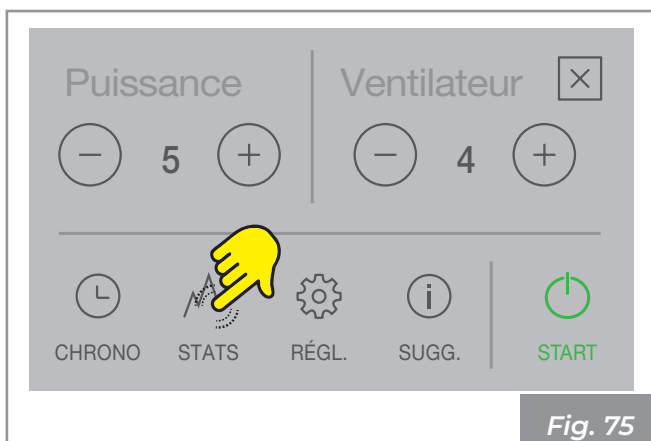 Puissance Ventilateur
5 4
CHRONO STATS RÉGL. SUGG. START
Fig. 75